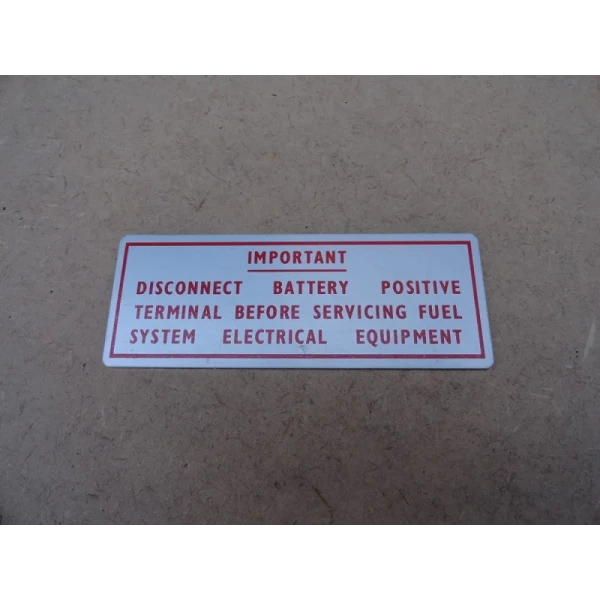 IMPORTANT
DISCONNECT BATTERY POSITIVE
TERMINAL BEFORE SERVICING FUEL
SYSTEM ELECTRICAL EQUIPMENT